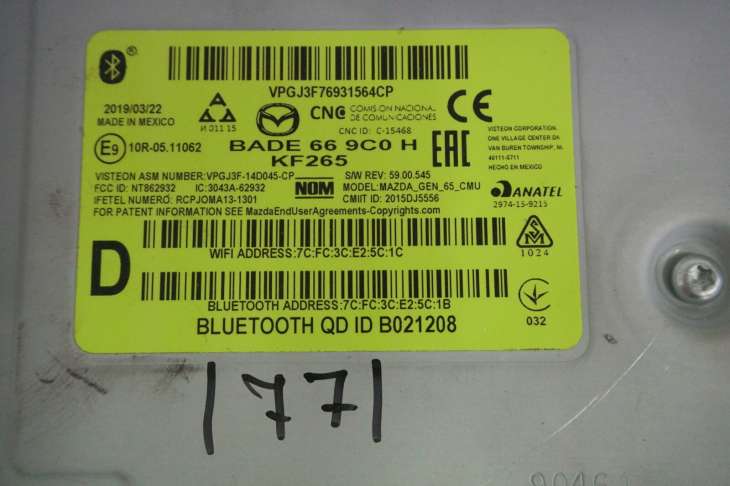 VPGJ3F76931564CP
2019/03/22
MADE IN MEXICO
И 011 15
CNC COMISION NACIONAL DE COMUNICACIONES
CNC ID: C-15468
CE
E9 10R-05.11062
BADE 66 9C0 H
KF265
EAC
VISTEON CORPORATION.
ONE VILLAGE CENTER DR.
VAN BUREN TOWNSHIP, MI.
48111-5711
HECHO EN MEXICO
VISTEON ASM NUMBER: VPGJ3F-14D045-CP
S/W REV: 59.00.545
FCC ID: NT862932 IC:3043A-62932
NOM
MODEL:MAZDA_GEN_65_CMU
IFETEL NUMERO: RCPJOMA13-1301
CMIIT ID: 2015DJ5556
FOR PATENT INFORMATION SEE MazdaEndUserAgreements-Copyrights.com
ANATEL
2974-15-9215
D
WIFI ADDRESS:7C:FC:3C:E2:5C:1C
1024
BLUETOOTH ADDRESS:7C:FC:3C:E2:5C:1B
BLUETOOTH QD ID B021208
032
1771